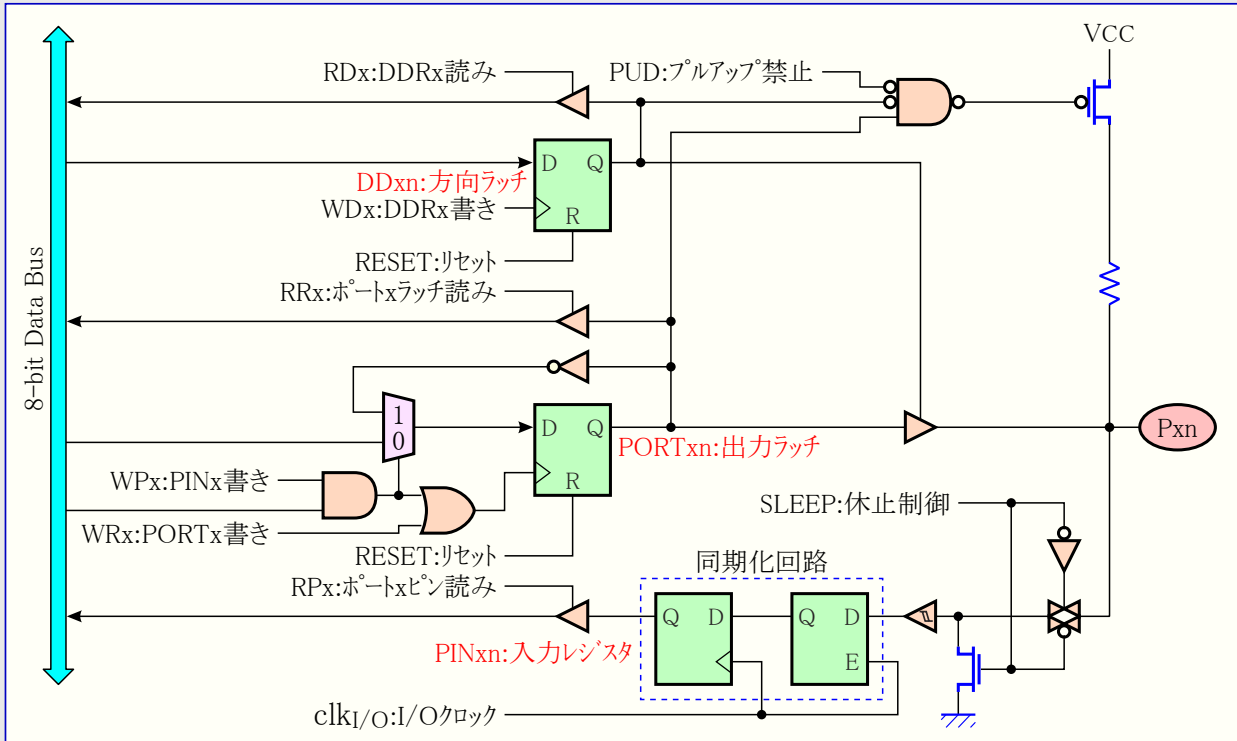 VCC
RDx:DDRx読み
PUD:プルアップ禁止
D Q
DDxn:方向ラッチ
WDx:DDRx書き
R
RESET:リセット
RRx:ポートxラッチ読み
8-bit Data Bus
1
0
D Q
PORTxn:出力ラッチ
Pxn
WPx:PINx書き
R
SLEEP:休止制御
WRx:PORTx書き
RESET:リセット
同期化回路
RPx:ポートxピン読み
Q D
Q D
PINxn:入力レジスタ
E
clkI/O:I/Oクロック